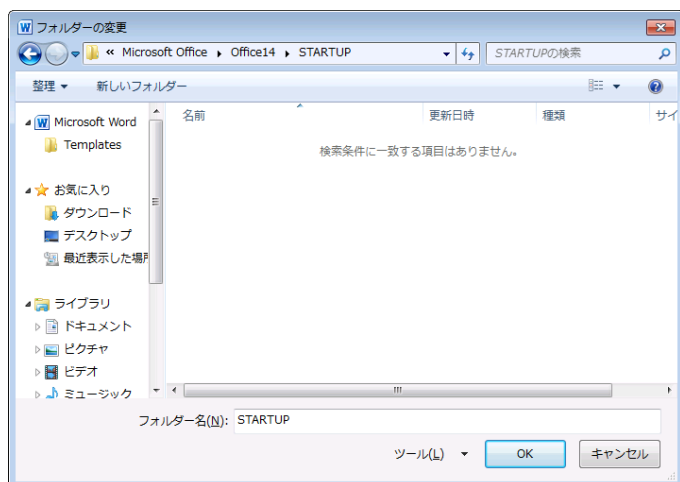 フォルダーの変更
« Microsoft Office ▸ Office14 ▸ STARTUP
STARTUPの検索
整理 ▼ 新しいフォルダー
名前 更新日時 種類 サイ
検索条件に一致する項目はありません。
Microsoft Word
Templates
お気に入り
ダウンロード
デスクトップ
最近表示した場所
ライブラリ
ドキュメント
ピクチャ
ビデオ
ミュージック
フォルダー名(N): STARTUP
ツール(L) ▼ OK キャンセル